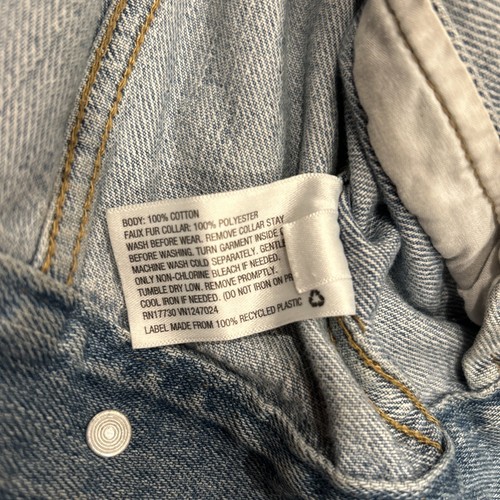 BODY: 100% COTTON
FAUX FUR COLLAR: 100% POLYESTER
WASH BEFORE WEAR. REMOVE COLLAR STAY
BEFORE WASHING. TURN GARMENT INSIDE
MACHINE WASH COLD SEPARATELY. GENTLE
ONLY NON-CHLORINE BLEACH IF NEEDED.
TUMBLE DRY LOW. REMOVE PROMPTLY.
COOL IRON IF NEEDED. (DO NOT IRON ON
RN17730 VN1247024
LABEL MADE FROM 100% RECYCLED PLASTIC